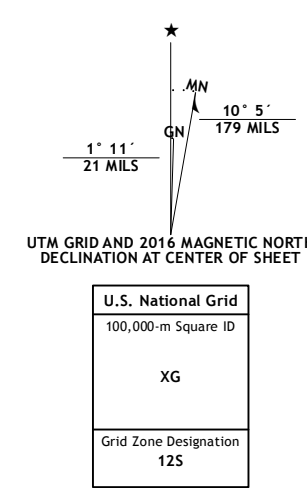 ★
MN
GN
10° 5´
179 MILS
1° 11´
21 MILS
UTM GRID AND 2016 MAGNETIC NORTH
DECLINATION AT CENTER OF SHEET
U.S. National Grid
100,000-m Square ID
XG
Grid Zone Designation
12S